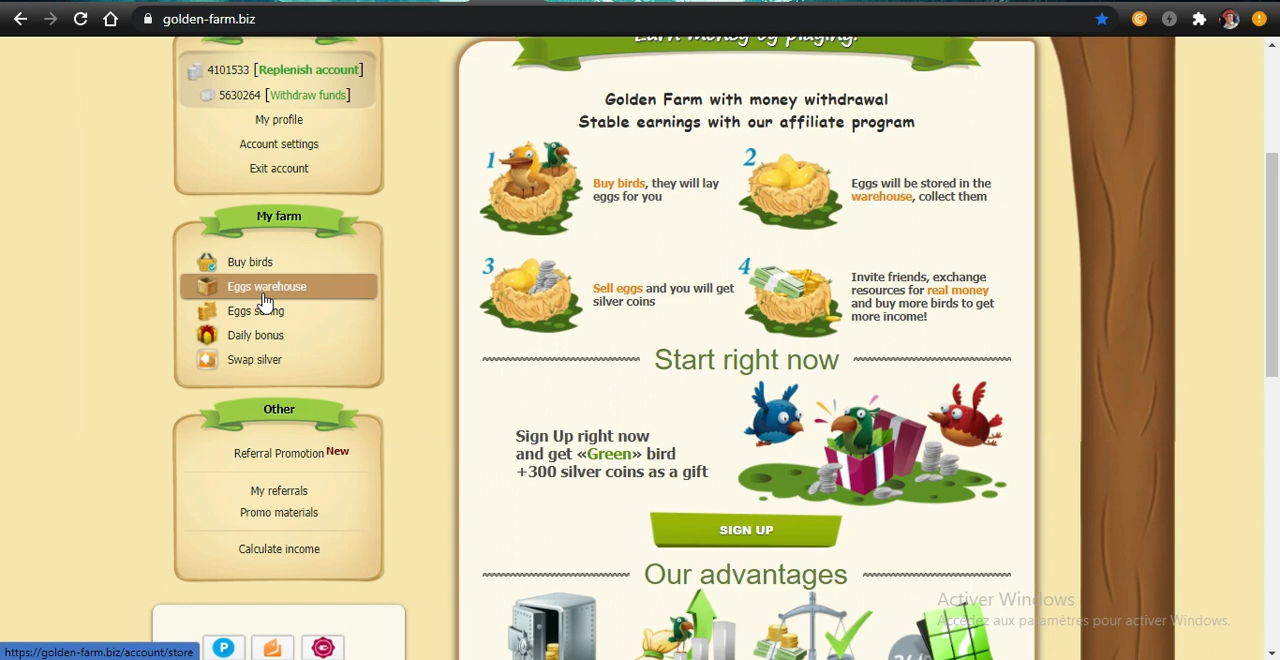 golden-farm.biz
Earn money by playing!
4101533 [Replenish account]
5630264 [Withdraw funds]
My profile
Account settings
Exit account
My farm
Buy birds
Eggs warehouse
Eggs selling
Daily bonus
Swap silver
Other
Referral Promotion New
My referrals
Promo materials
Calculate income
Golden Farm with money withdrawal
Stable earnings with our affiliate program
1
Buy birds, they will lay
eggs for you
2
Eggs will be stored in the
warehouse, collect them
3
Sell eggs and you will get
silver coins
4
Invite friends, exchange
resources for real money
and buy more birds to get
more income!
Start right now
Sign Up right now
and get «Green» bird
+300 silver coins as a gift
SIGN UP
Our advantages
Activer Windows
Accédez aux paramètres pour activer Windows.
https://golden-farm.biz/account/store